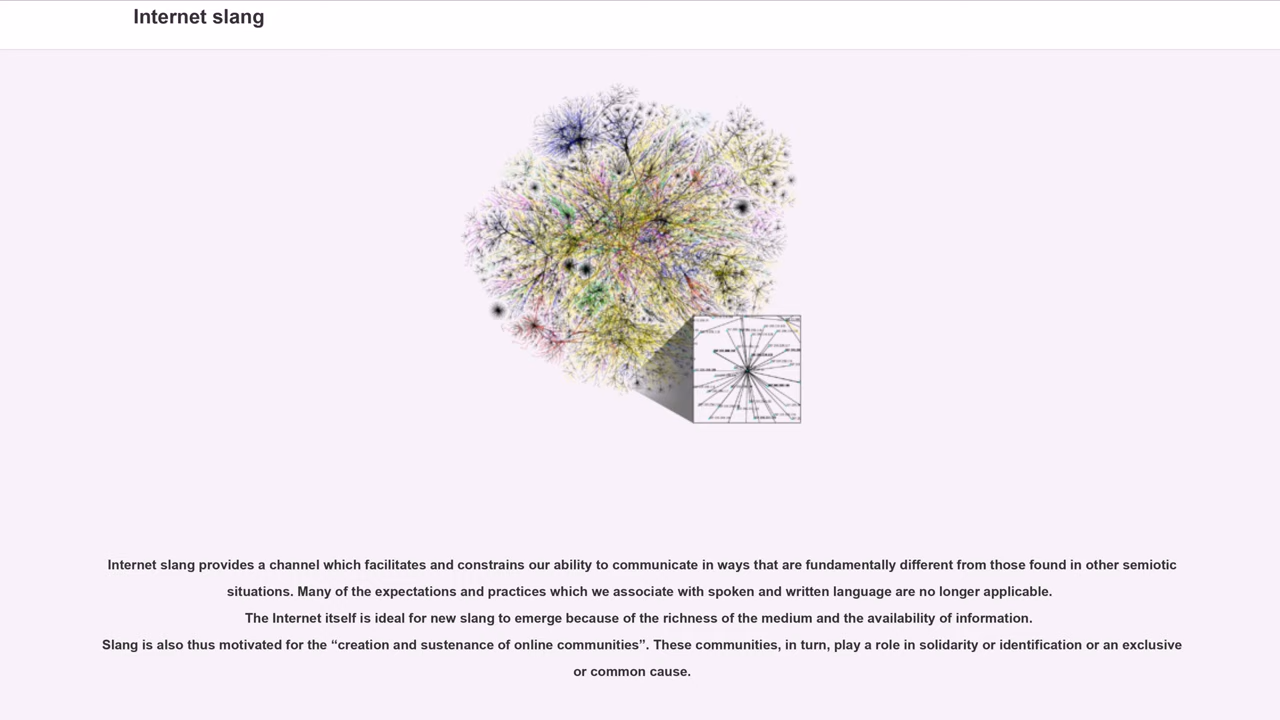 Internet slang
Internet slang provides a channel which facilitates and constrains our ability to communicate in ways that are fundamentally different from those found in other semiotic
situations. Many of the expectations and practices which we associate with spoken and written language are no longer applicable.
The Internet itself is ideal for new slang to emerge because of the richness of the medium and the availability of information.
Slang is also thus motivated for the “creation and sustenance of online communities”. These communities, in turn, play a role in solidarity or identification or an exclusive
or common cause.